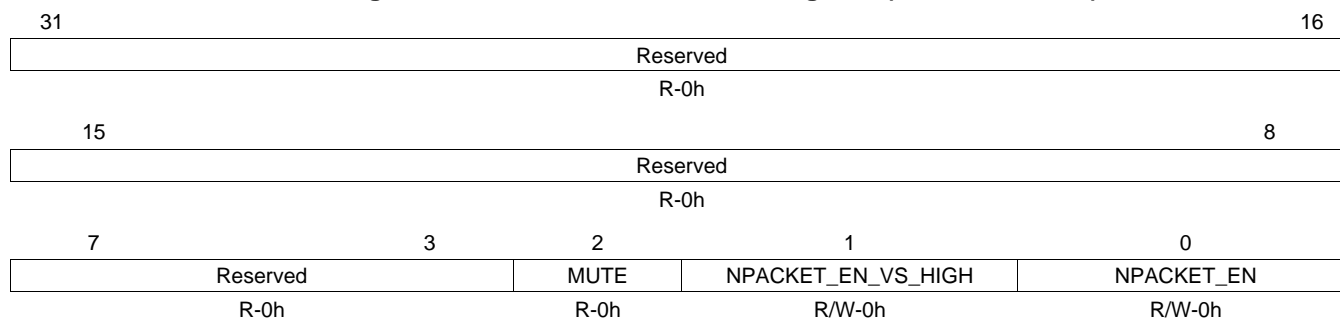 31 16
Reserved
R-0h
15 8
Reserved
R-0h
7 3 2 1 0
Reserved MUTE NPACKET_EN_VS_HIGH NPACKET_EN
R-0h R-0h R/W-0h R/W-0h